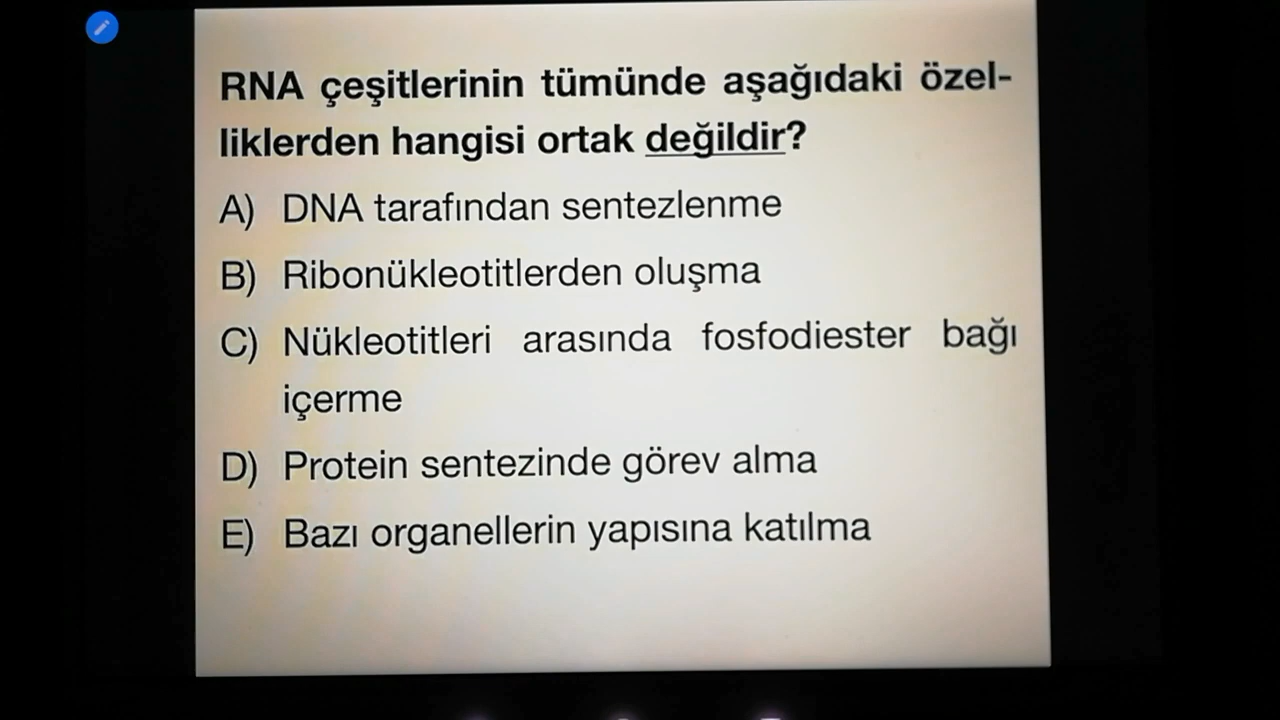 RNA çeşitlerinin tümünde aşağıdaki özel-
liklerden hangisi ortak değildir?
A) DNA tarafından sentezlenme
B) Ribonükleotitlerden oluşma
C) Nükleotitleri arasında fosfodiester bağı
içerme
D) Protein sentezinde görev alma
E) Bazı organellerin yapısına katılma